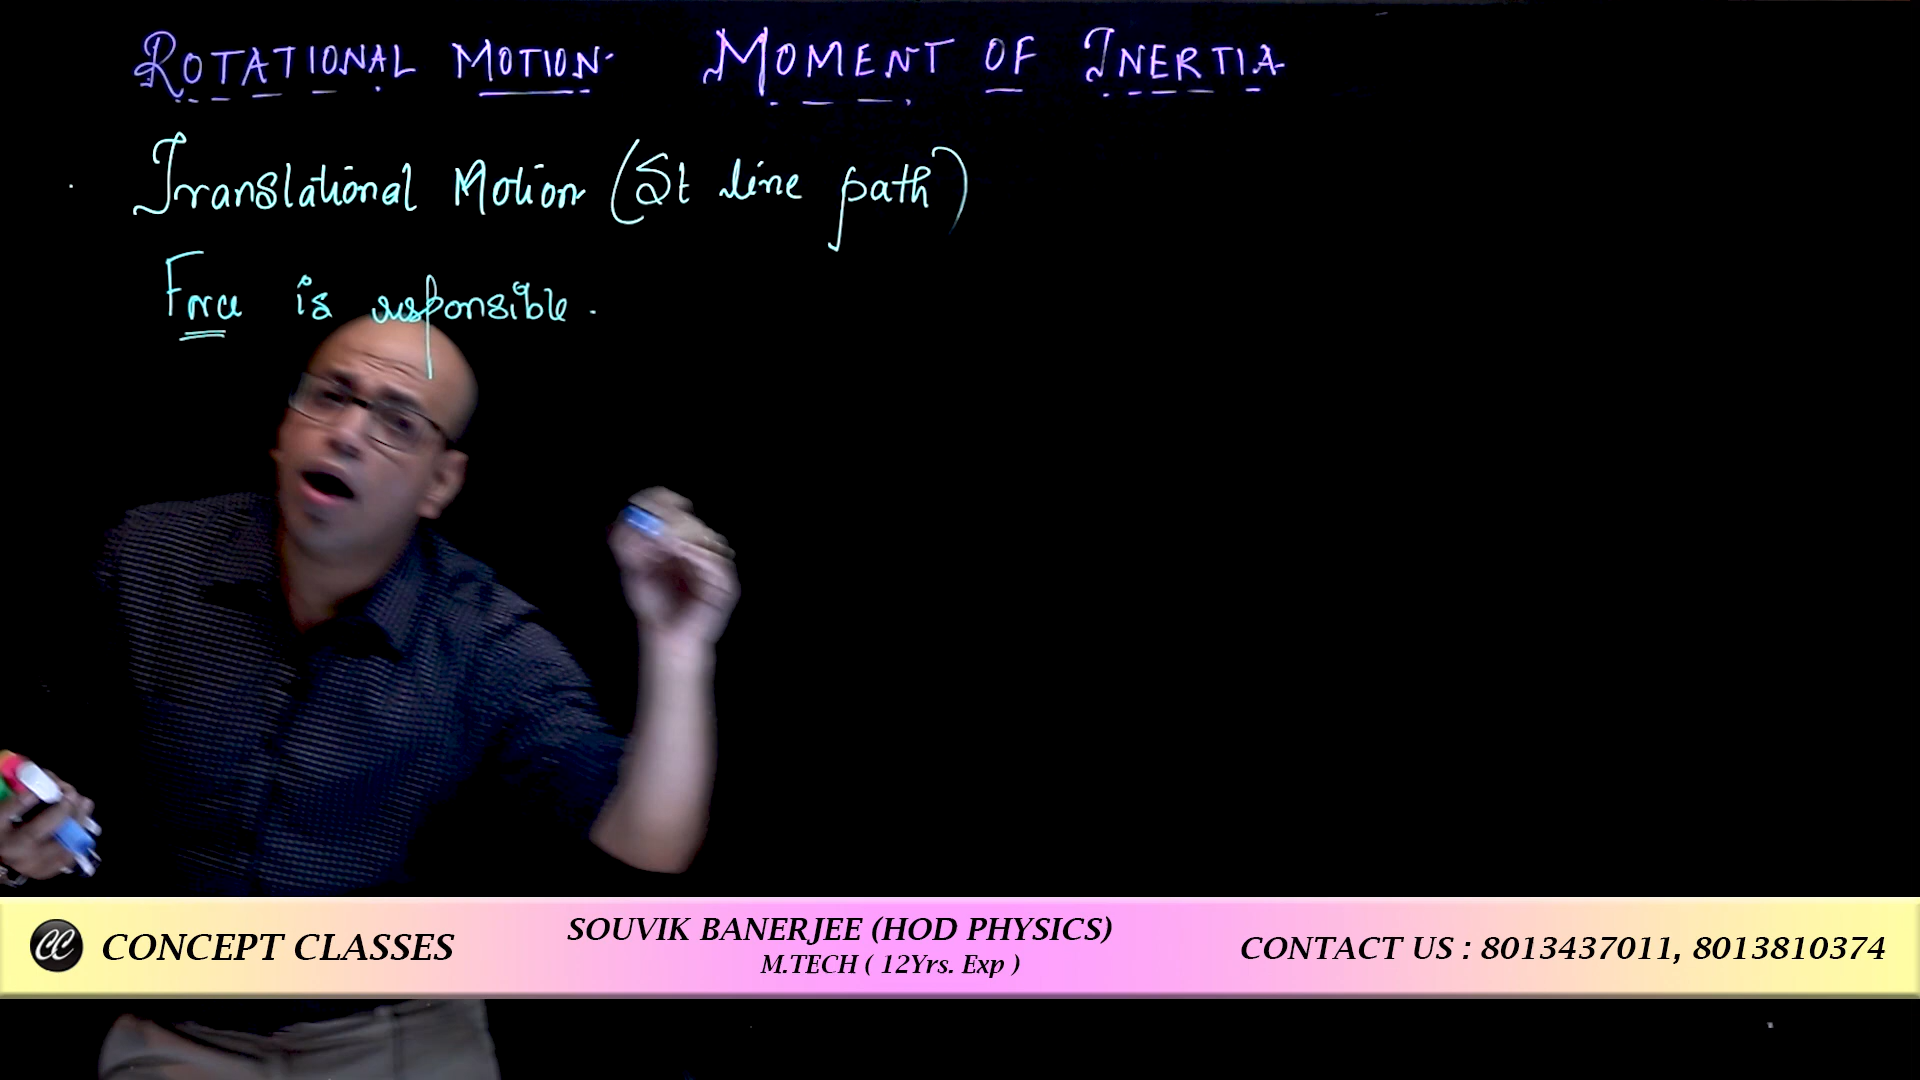 ROTATIONAL MOTION. MOMENT OF INERTIA
Translational Motion (St line path)
Force is responsible.
CC CONCEPT CLASSES
SOUVIK BANERJEE (HOD PHYSICS)
M.TECH ( 12Yrs. Exp )
CONTACT US : 8013437011, 8013810374